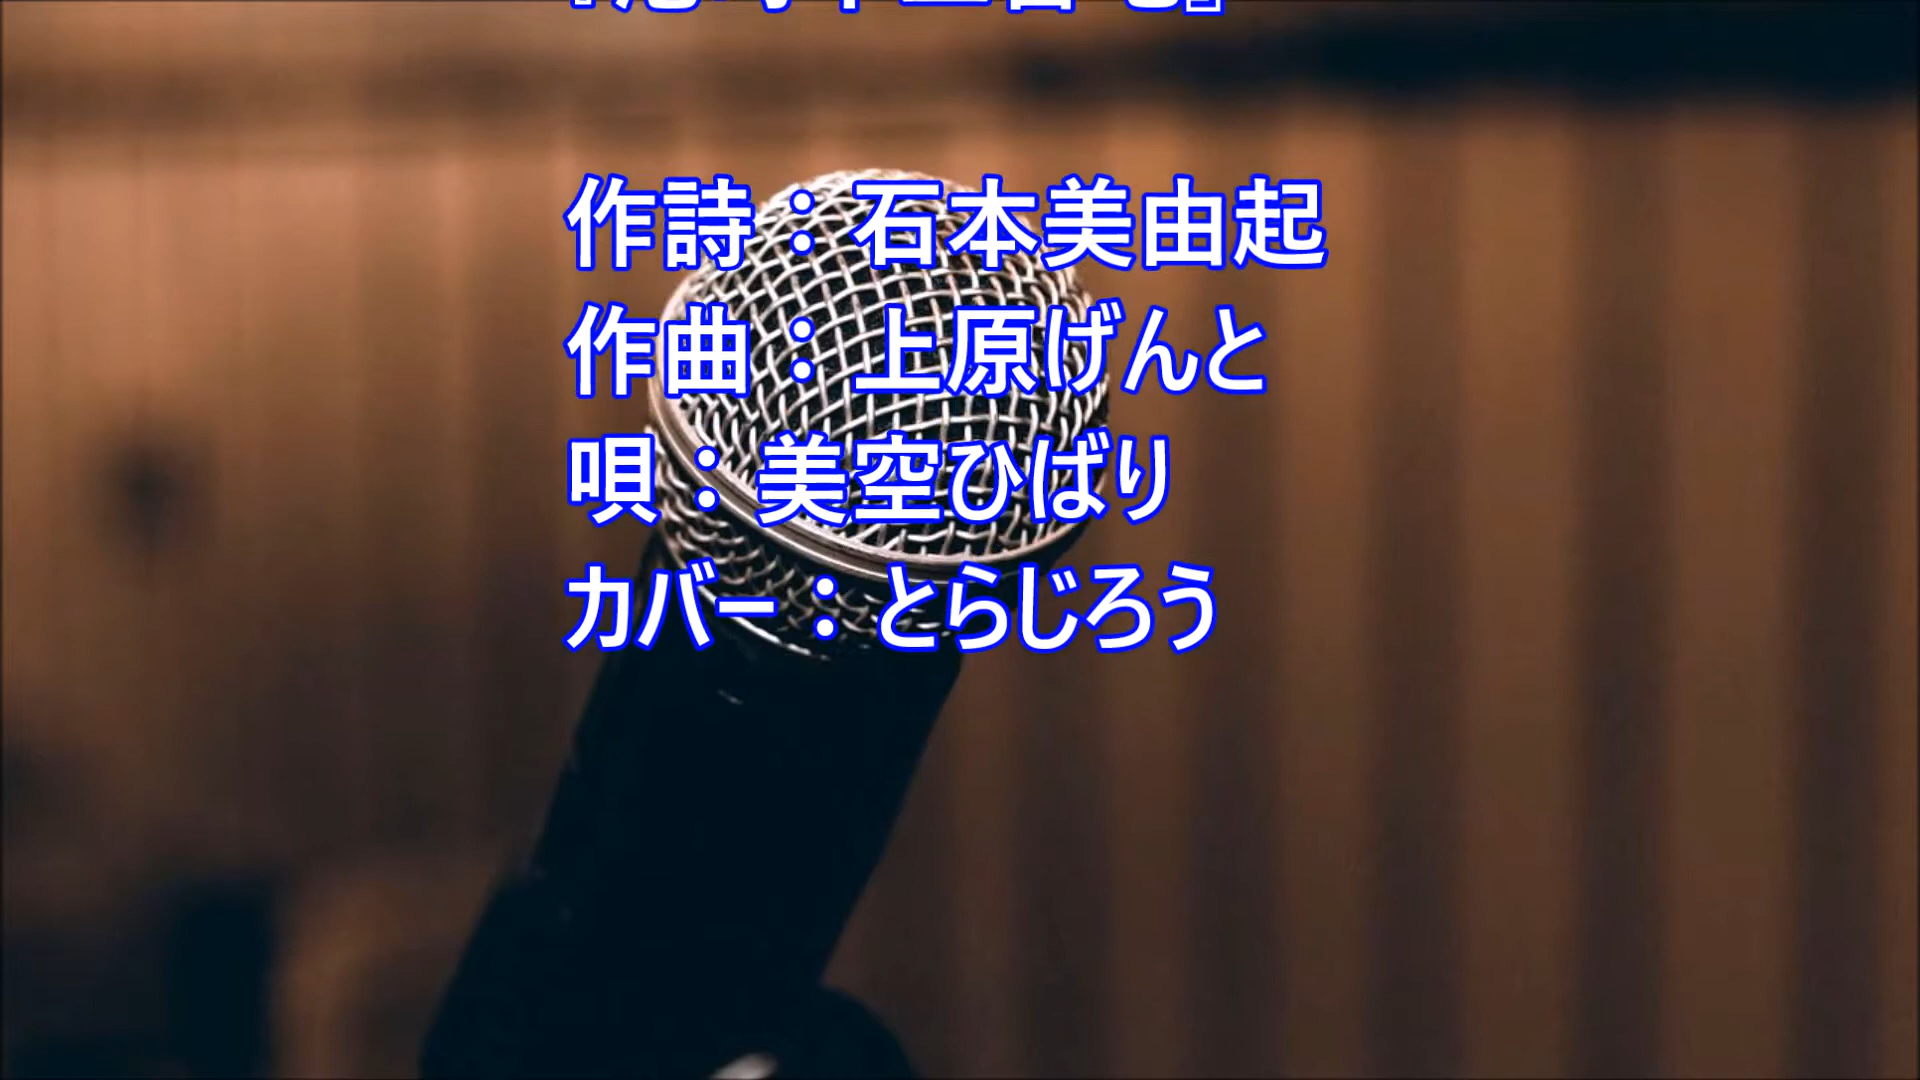 作詩：石本美由起
作曲：上原げんと
唄：美空ひばり
カバー：とらじろう